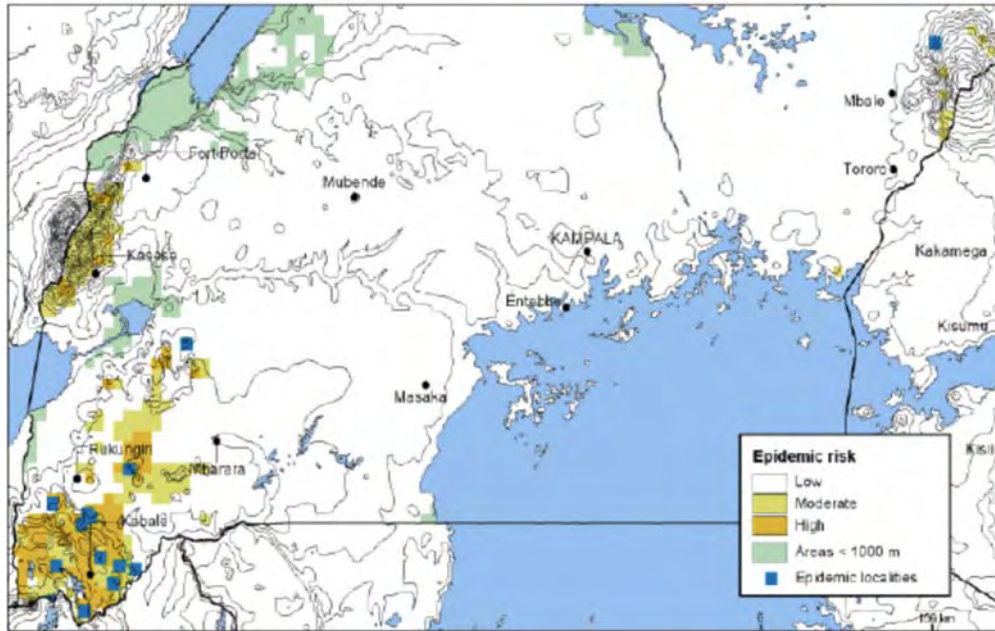 Fort Portal
Mbale
Mubende
Tororo
KAMPALA
Kasese
Kakamega
Entebbe
Kisumu
Masaka
Rukungiri
Mbarara
Kisii
Kabale
Epidemic risk
Low
Moderate
High
Areas < 1000 m
Epidemic localities